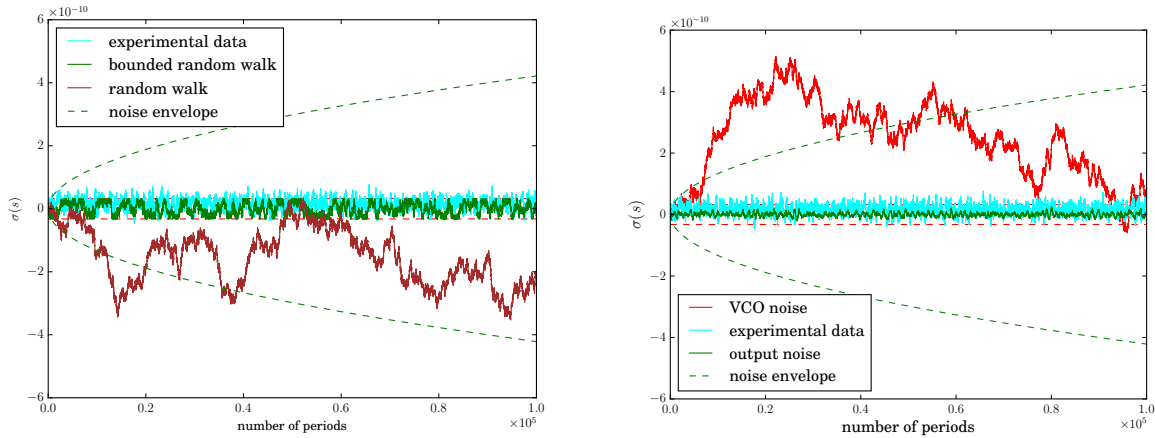 ×10⁻¹⁰
6
4
2
0
−2
−4
−6
σ(s)
experimental data
bounded random walk
random walk
noise envelope
0.0 0.2 0.4 0.6 0.8 1.0
number of periods
×10⁵
×10⁻¹⁰
6
4
2
0
−2
−4
−6
σ(s)
VCO noise
experimental data
output noise
noise envelope
0.0 0.2 0.4 0.6 0.8 1.0
number of periods
×10⁵